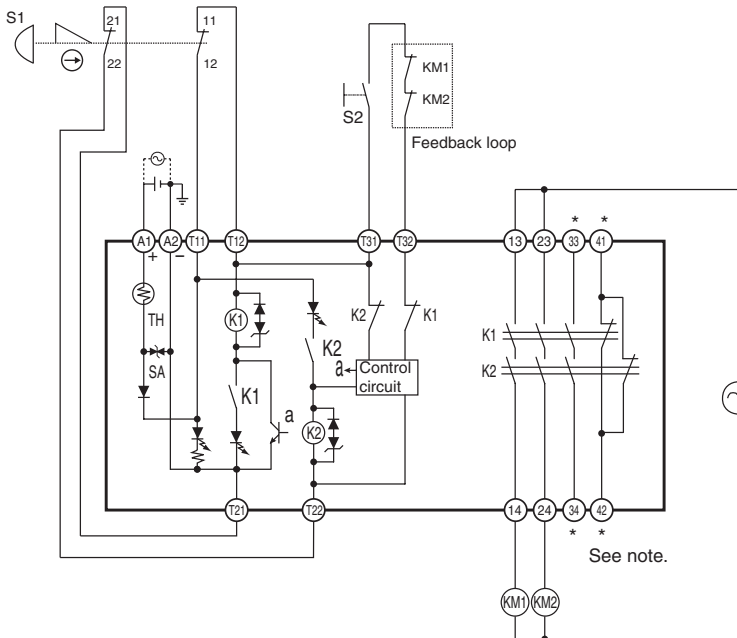 S1
21
11
22
12
S2
KM1
KM2
Feedback loop
A1
A2
T11
T12
T31
T32
13
23
33
41
*
*
+
−
TH
SA
K1
K1
K2
K2
K2
K1
a
a
Control
circuit
K1
K2
T21
T22
14
24
34
42
*
*
See note.
KM1
KM2